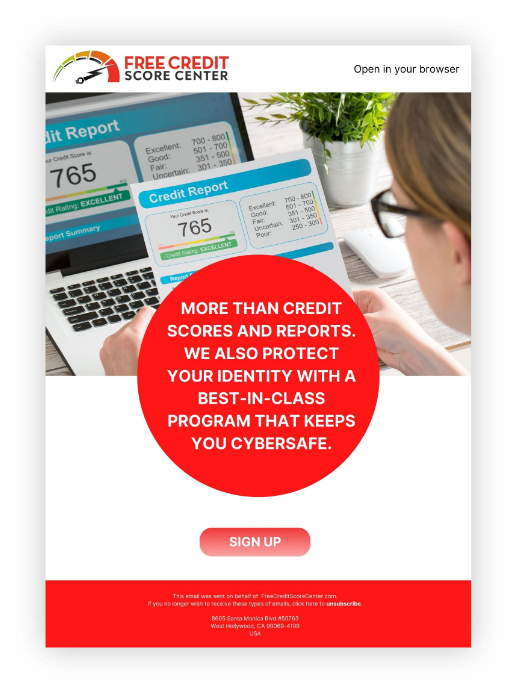 FREE CREDIT
SCORE CENTER
Open in your browser
dit Report
Your Credit Score is:
765
dit Rating: EXCELLENT
eport Summary
Excellent: 700 - 800
Good: 501 - 700
Fair: 351 - 500
Uncertain: 301 - 350
Credit Report
Your Credit Score is:
765
Credit Rating: EXCELLENT
Excellent: 700 - 800
Good: 501 - 700
Fair: 351 - 500
Uncertain: 301 - 350
Poor: 250 - 300
Report
MORE THAN CREDIT
SCORES AND REPORTS.
WE ALSO PROTECT
YOUR IDENTITY WITH A
BEST-IN-CLASS
PROGRAM THAT KEEPS
YOU CYBERSAFE.
SIGN UP
This email was sent on behalf of FreeCreditScoreCenter.com.
If you no longer wish to receive these types of emails, click here to unsubscribe.
8605 Santa Monica Blvd #50763
West Hollywood, CA 90069-4109
USA